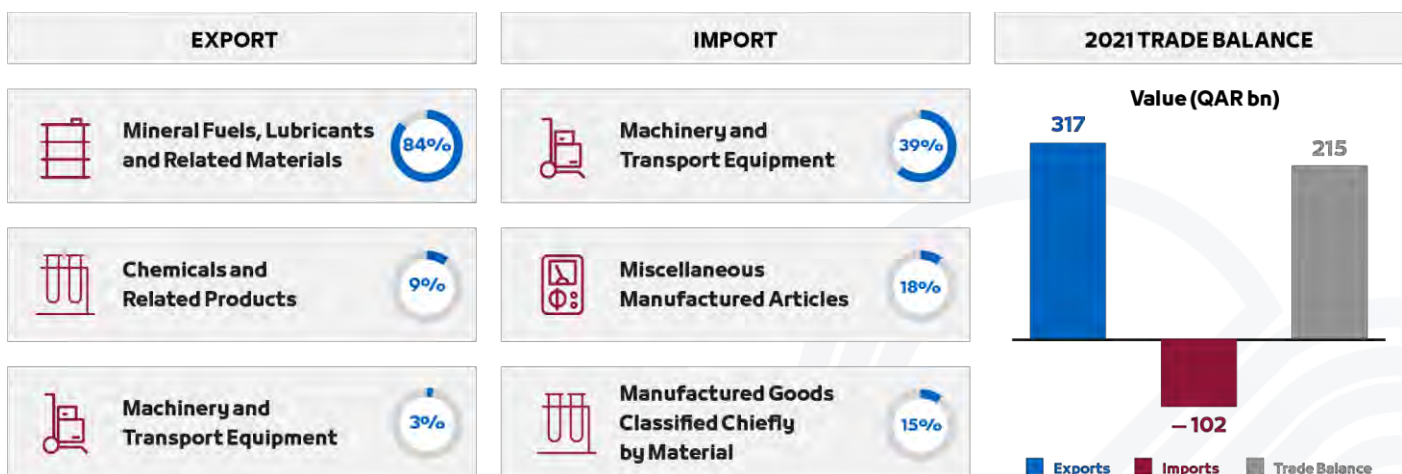 EXPORT
Mineral Fuels, Lubricants
and Related Materials
84%
Chemicals and
Related Products
9%
Machinery and
Transport Equipment
3%
IMPORT
Machinery and
Transport Equipment
39%
Miscellaneous
Manufactured Articles
18%
Manufactured Goods
Classified Chiefly
by Material
15%
2021 TRADE BALANCE
Value (QAR bn)
317
215
– 102
Exports Imports Trade Balance